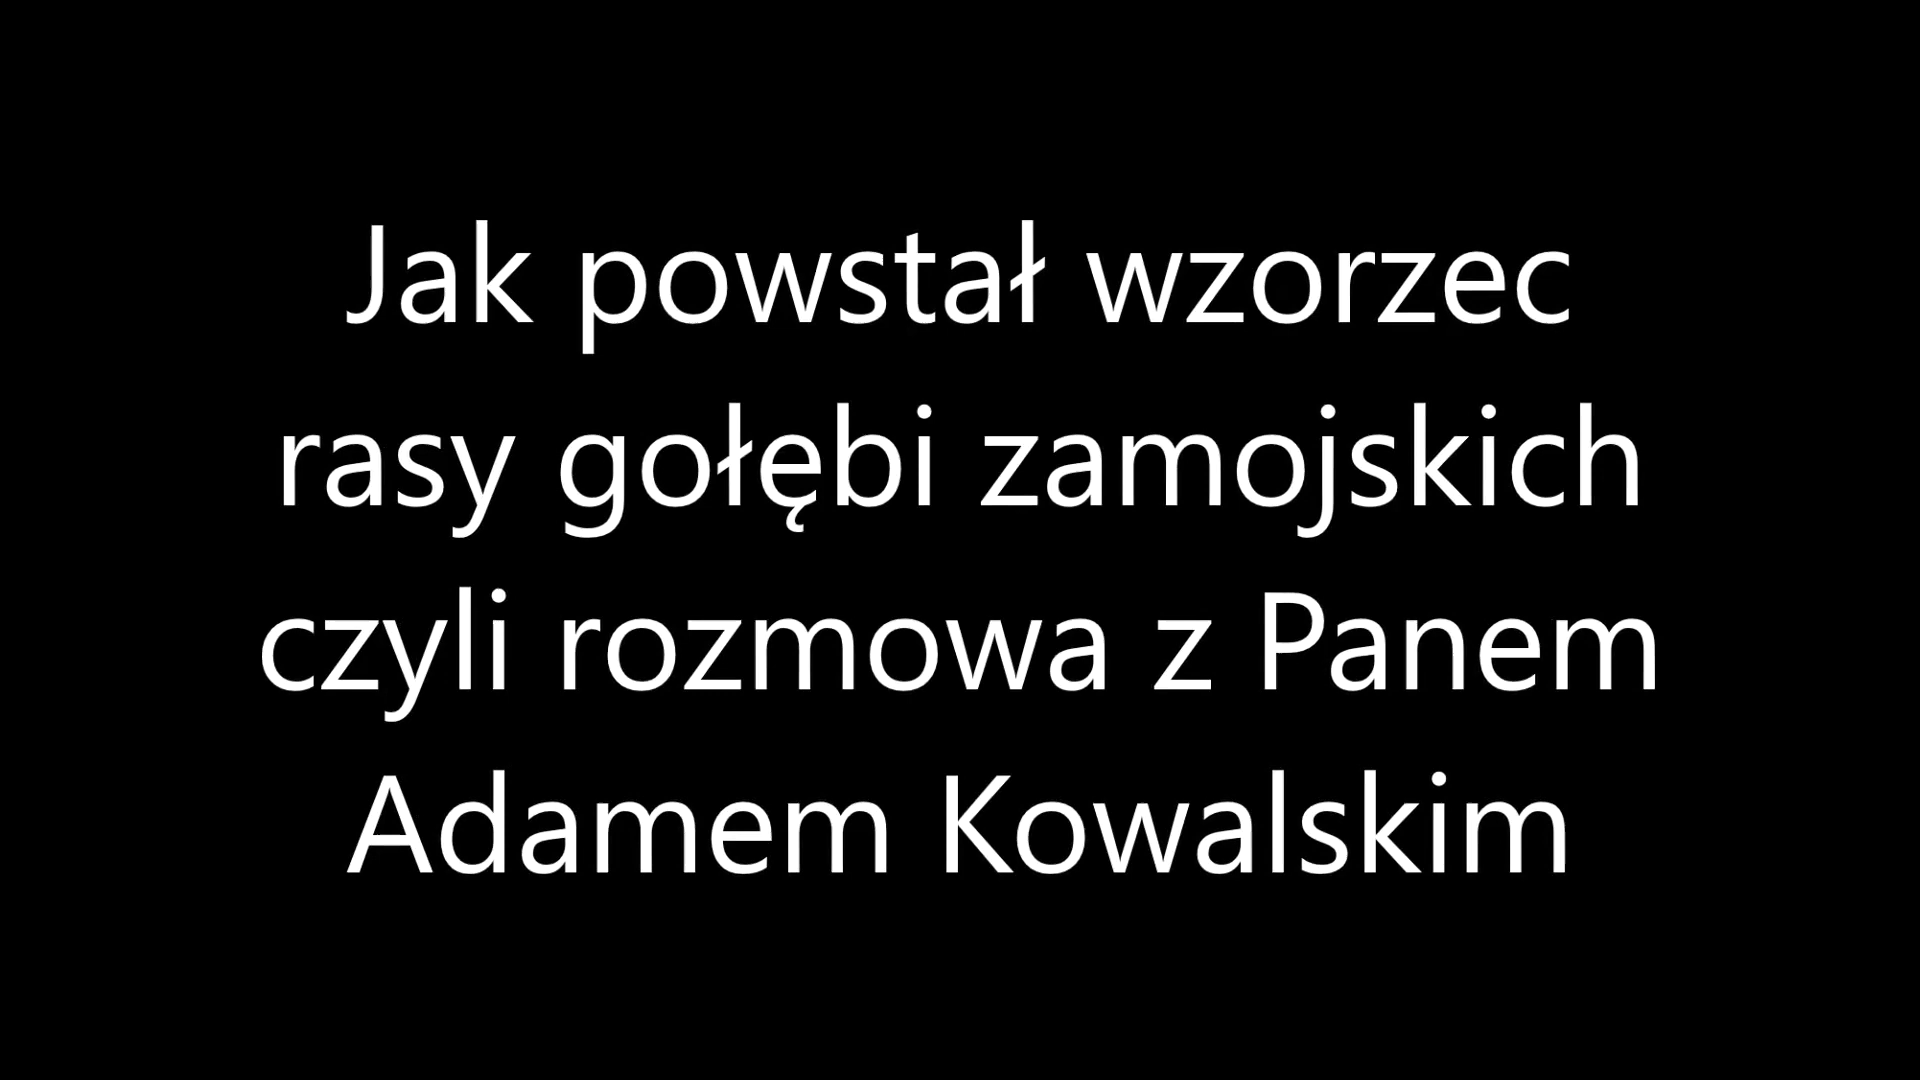 Jak powstał wzorzec
rasy gołębi zamojskich
czyli rozmowa z Panem
Adamem Kowalskim